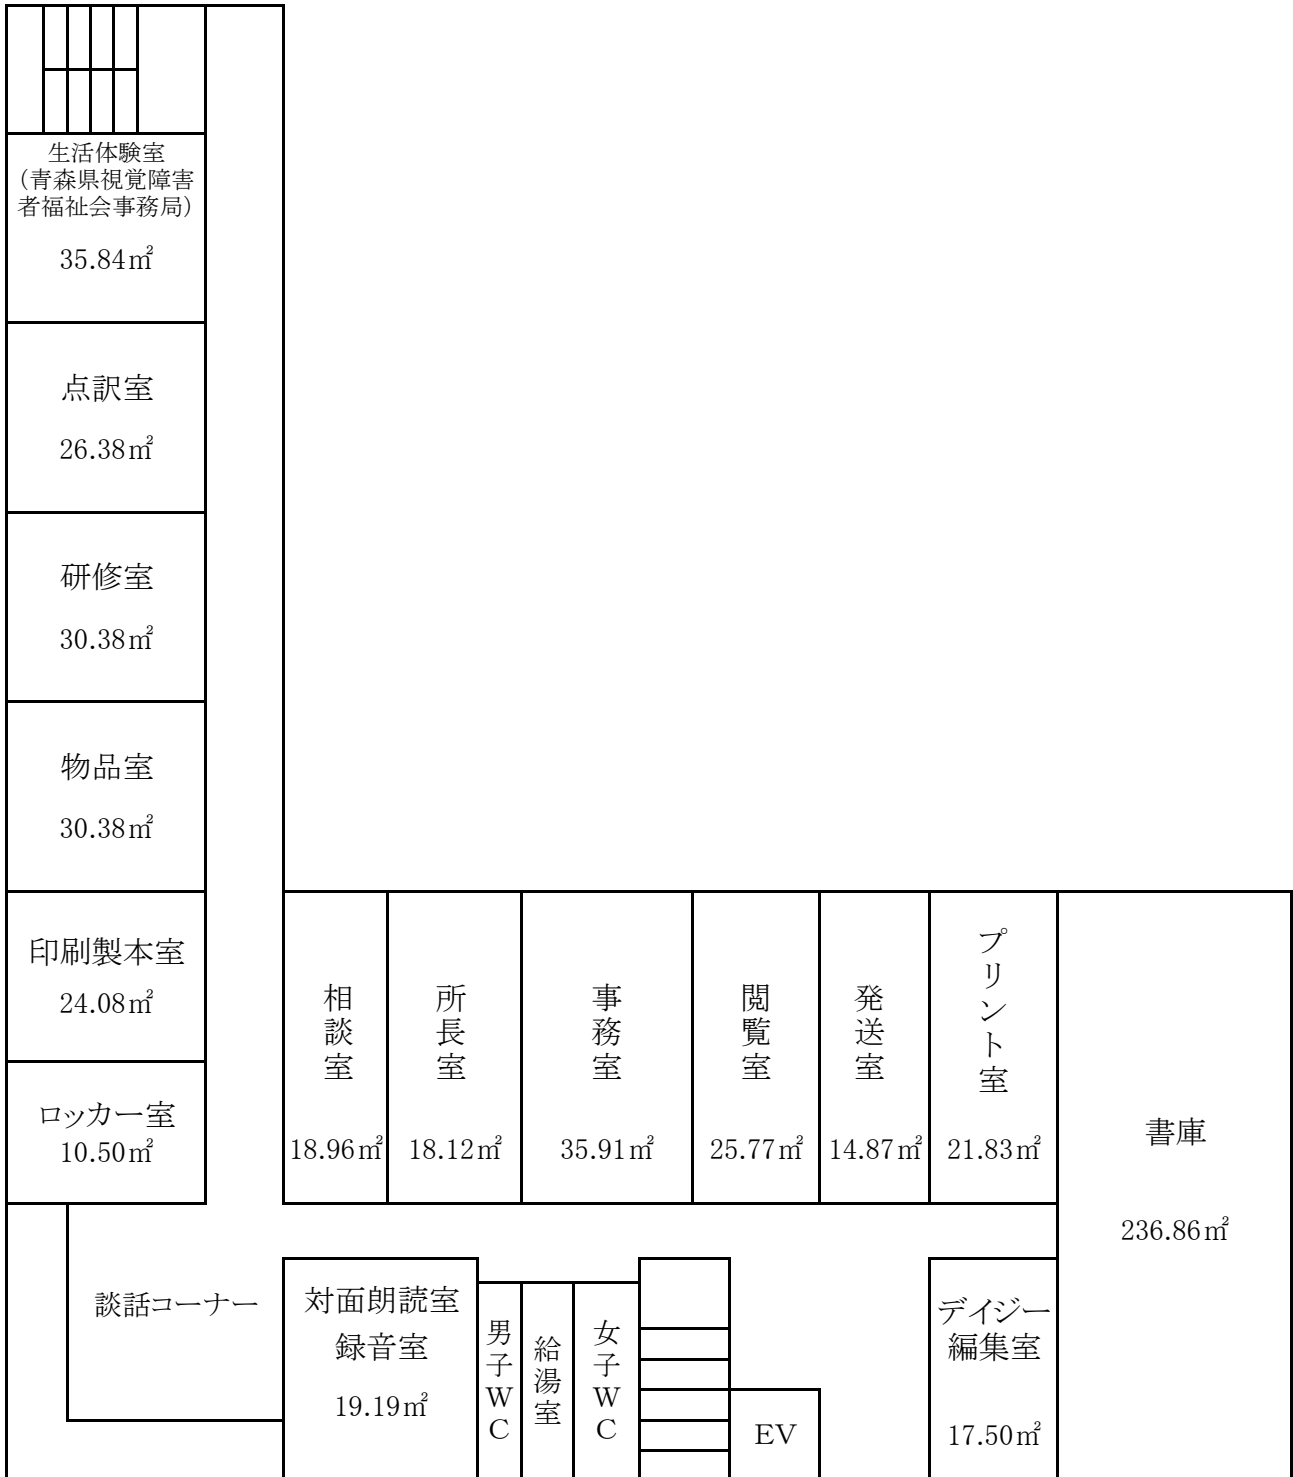 生活体験室
（青森県視覚障害
者福祉会事務局）
35.84㎡
点訳室
26.38㎡
研修室
30.38㎡
物品室
30.38㎡
印刷製本室
24.08㎡
ロッカー室
10.50㎡
相談室
18.96㎡
所長室
18.12㎡
事務室
35.91㎡
閲覧室
25.77㎡
発送室
14.87㎡
プリント室
21.83㎡
書庫
236.86㎡
談話コーナー
対面朗読室
録音室
19.19㎡
男子WC
給湯室
女子WC
EV
デイジー
編集室
17.50㎡